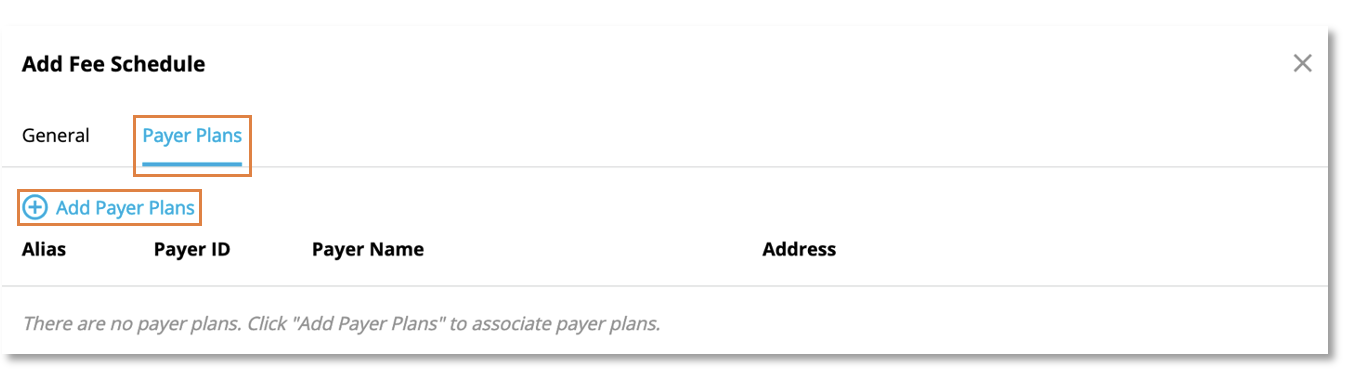 Add Fee Schedule
General Payer Plans
Add Payer Plans
Alias Payer ID Payer Name Address
There are no payer plans. Click "Add Payer Plans" to associate payer plans.